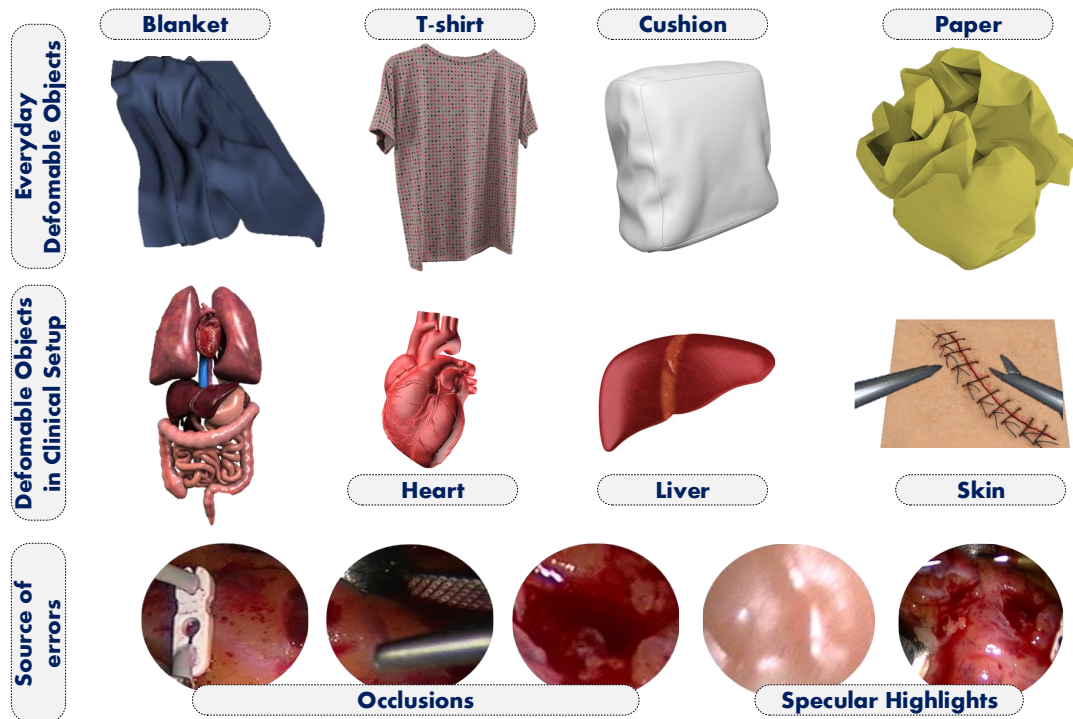 Blanket
T-shirt
Cushion
Paper
Everyday
Defomable Objects
Defomable Objects
in Clinical Setup
Heart
Liver
Skin
Source of
errors
Occlusions
Specular Highlights